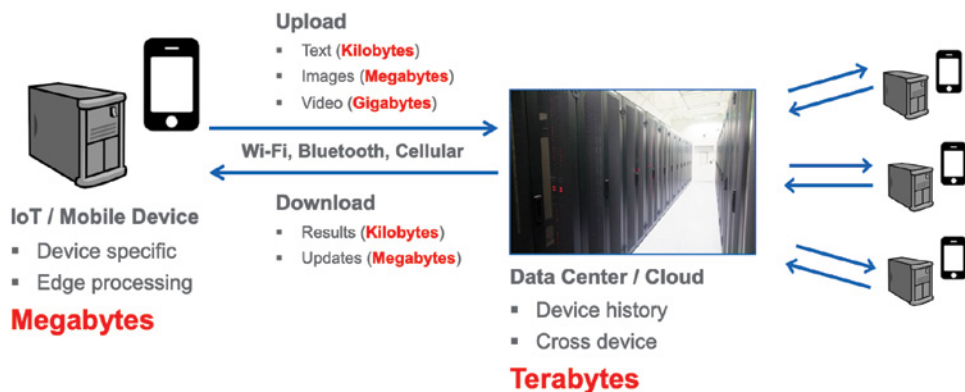 Upload
▪ Text (Kilobytes)
▪ Images (Megabytes)
▪ Video (Gigabytes)
Wi-Fi, Bluetooth, Cellular
Download
▪ Results (Kilobytes)
▪ Updates (Megabytes)
IoT / Mobile Device
▪ Device specific
▪ Edge processing
Megabytes
Data Center / Cloud
▪ Device history
▪ Cross device
Terabytes